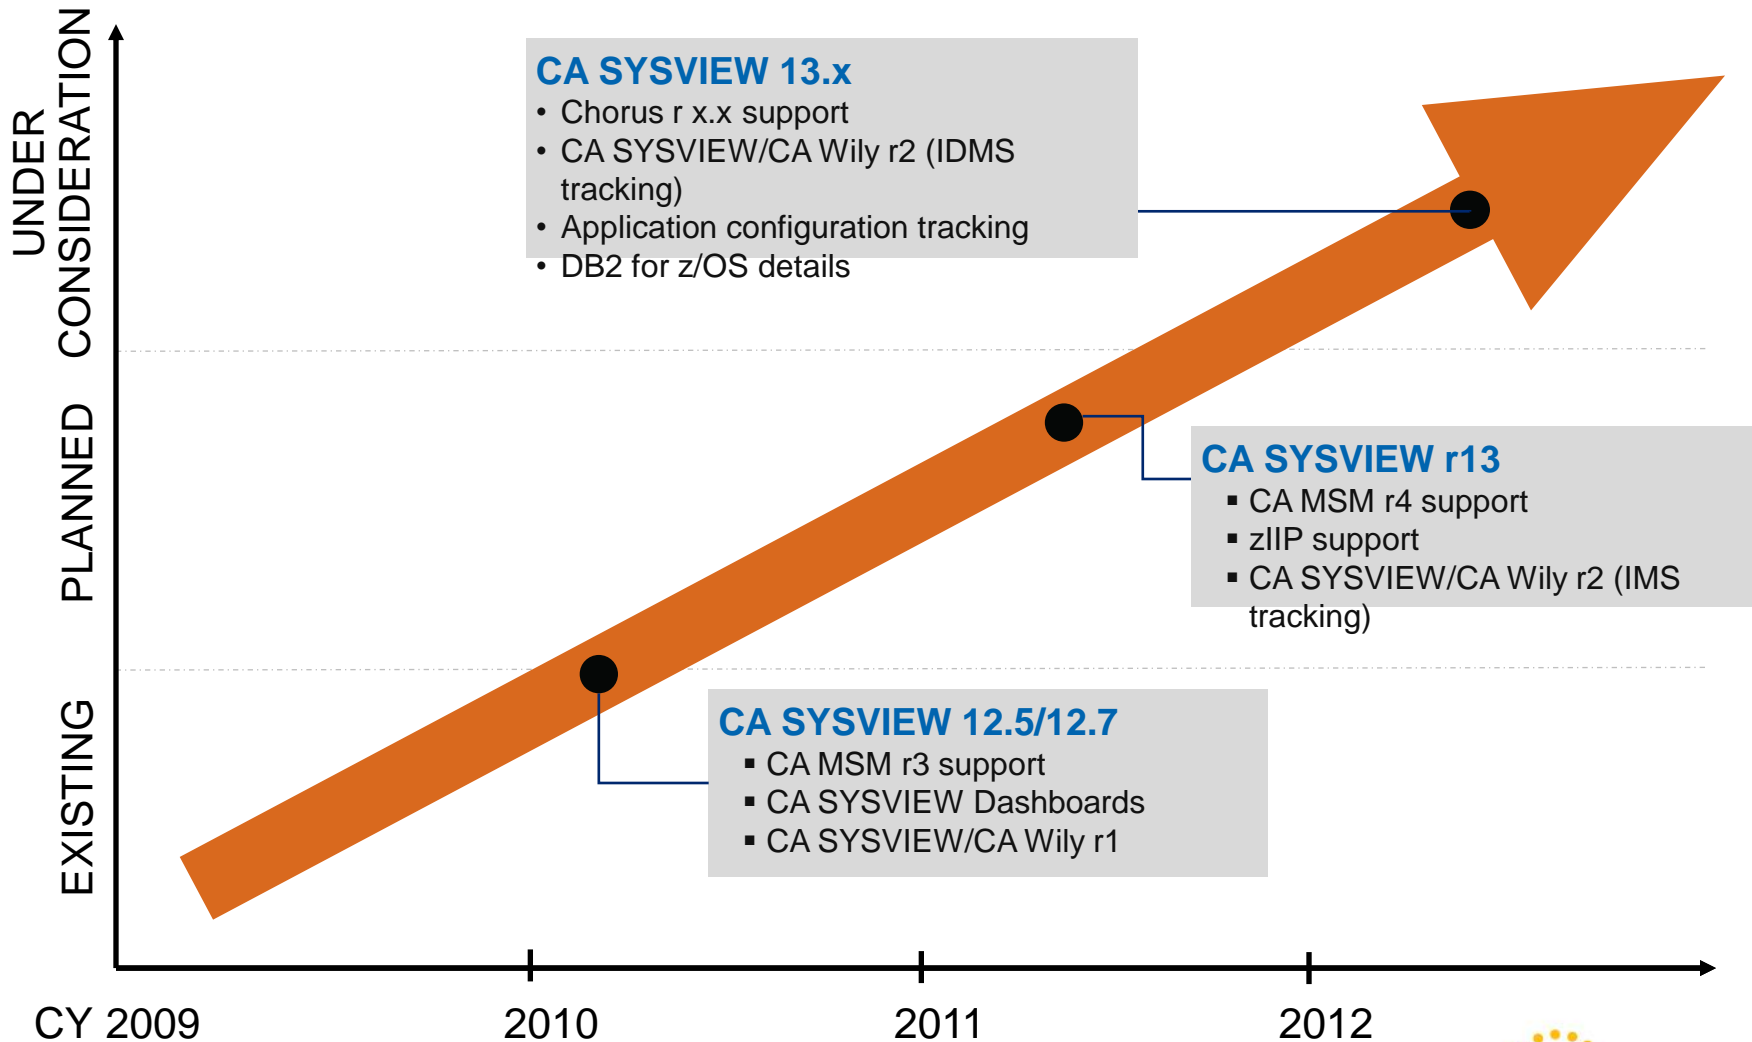 UNDER
CONSIDERATION
PLANNED
EXISTING
CA SYSVIEW 13.x
• Chorus r x.x support
• CA SYSVIEW/CA Wily r2 (IDMS
tracking)
• Application configuration tracking
• DB2 for z/OS details
CA SYSVIEW r13
▪ CA MSM r4 support
▪ zIIP support
▪ CA SYSVIEW/CA Wily r2 (IMS
tracking)
CA SYSVIEW 12.5/12.7
▪ CA MSM r3 support
▪ CA SYSVIEW Dashboards
▪ CA SYSVIEW/CA Wily r1
CY 2009
2010
2011
2012